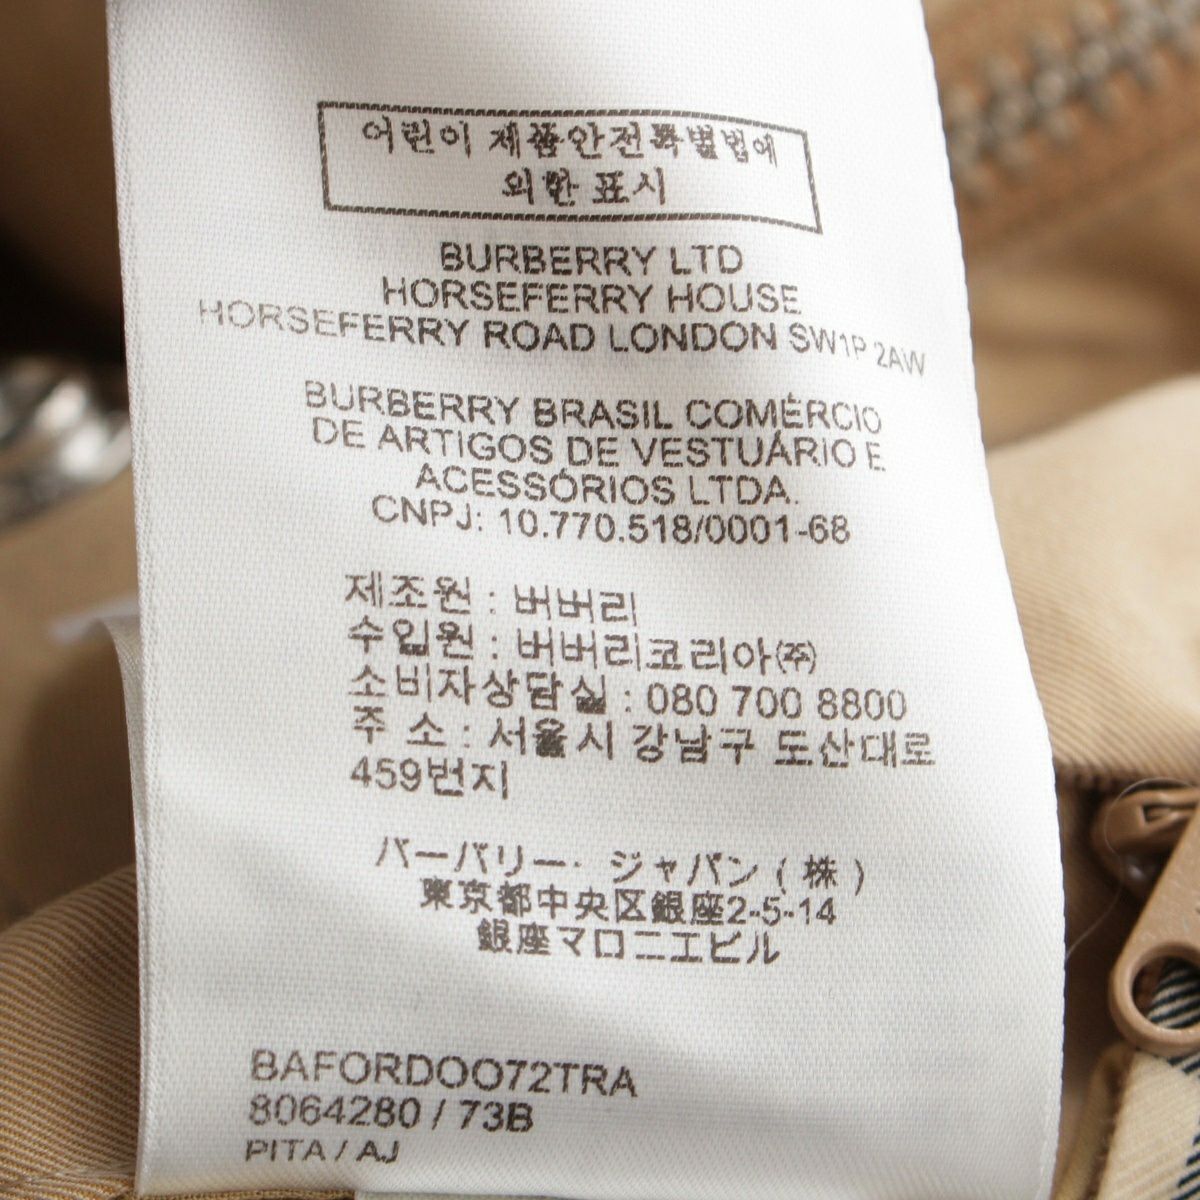 어린이 제품안전특별법에
의한 표시
BURBERRY LTD
HORSEFERRY HOUSE
HORSEFERRY ROAD LONDON SW1P 2AW
BURBERRY BRASIL COMÉRCIO
DE ARTIGOS DE VESTUÁRIO E
ACESSÓRIOS LTDA.
CNPJ: 10.770.518/0001-68
제조원 : 버버리
수입원 : 버버리코리아㈜
소비자상담실 : 080 700 8800
주 소 : 서울시 강남구 도산대로
459번지
バーバリー· ジャパン ( 株 )
東京都中央区銀座2-5-14
銀座マロニエビル
BAFORDOO72TRA
8064280 / 73B
PITA / AJ